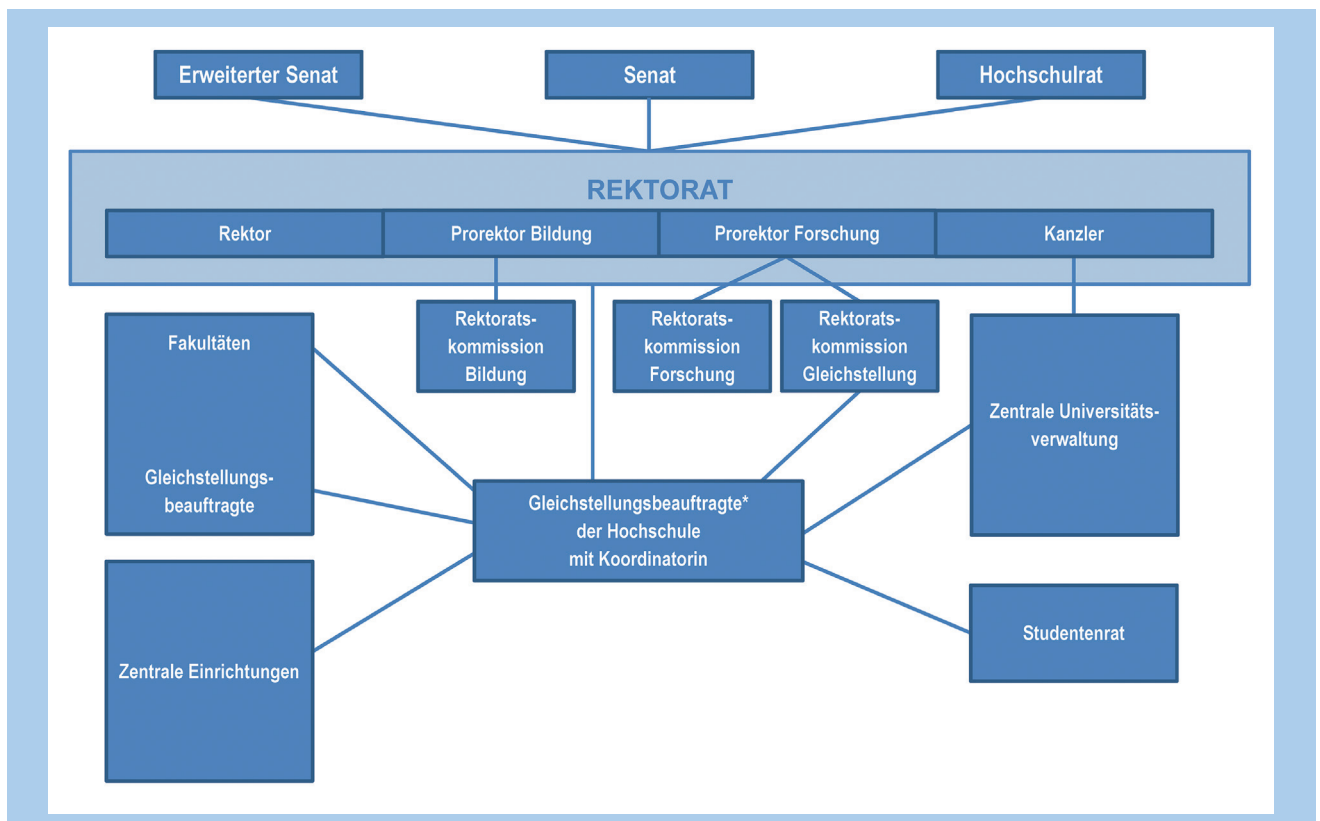 Erweiterter Senat
Senat
Hochschulrat
REKTORAT
Rektor
Prorektor Bildung
Prorektor Forschung
Kanzler
Rektorats-
kommission
Bildung
Rektorats-
kommission
Forschung
Rektorats-
kommission
Gleichstellung
Fakultäten
Gleichstellungs-
beauftragte
Zentrale Universitäts-
verwaltung
Gleichstellungsbeauftragte*
der Hochschule
mit Koordinatorin
Zentrale Einrichtungen
Studentenrat